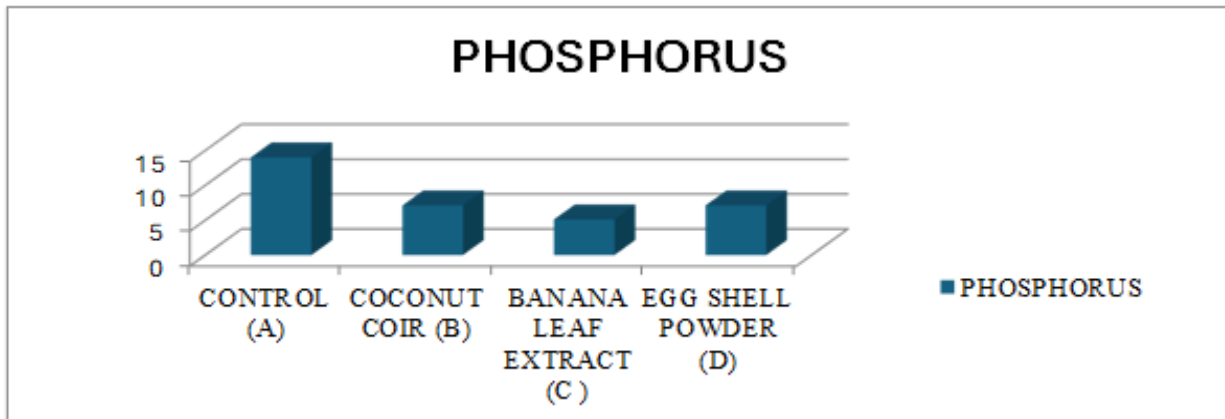 PHOSPHORUS
15
10
5
0
CONTROL
(A)
COCONUT
COIR (B)
BANANA
LEAF
EXTRACT
(C )
EGG SHELL
POWDER
(D)
PHOSPHORUS